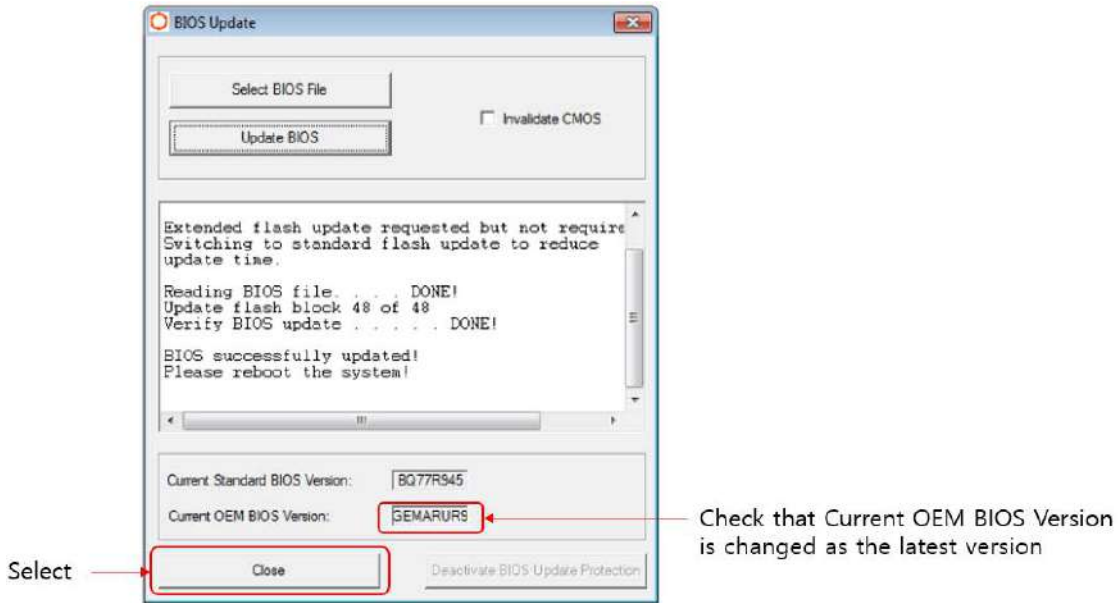 BIOS Update
Select BIOS File
Invalidate CMOS
Update BIOS
Extended flash update requested but not require
Switching to standard flash update to reduce
update time.
Reading BIOS file. . . . DONE!
Update flash block 48 of 48
Verify BIOS update . . . . . DONE!
BIOS successfully updated!
Please reboot the system!
Current Standard BIOS Version: BQ77R945
Current OEM BIOS Version: GEMARURS
Check that Current OEM BIOS Version
is changed as the latest version
Select
Close
Deactivate BIOS Update Protection